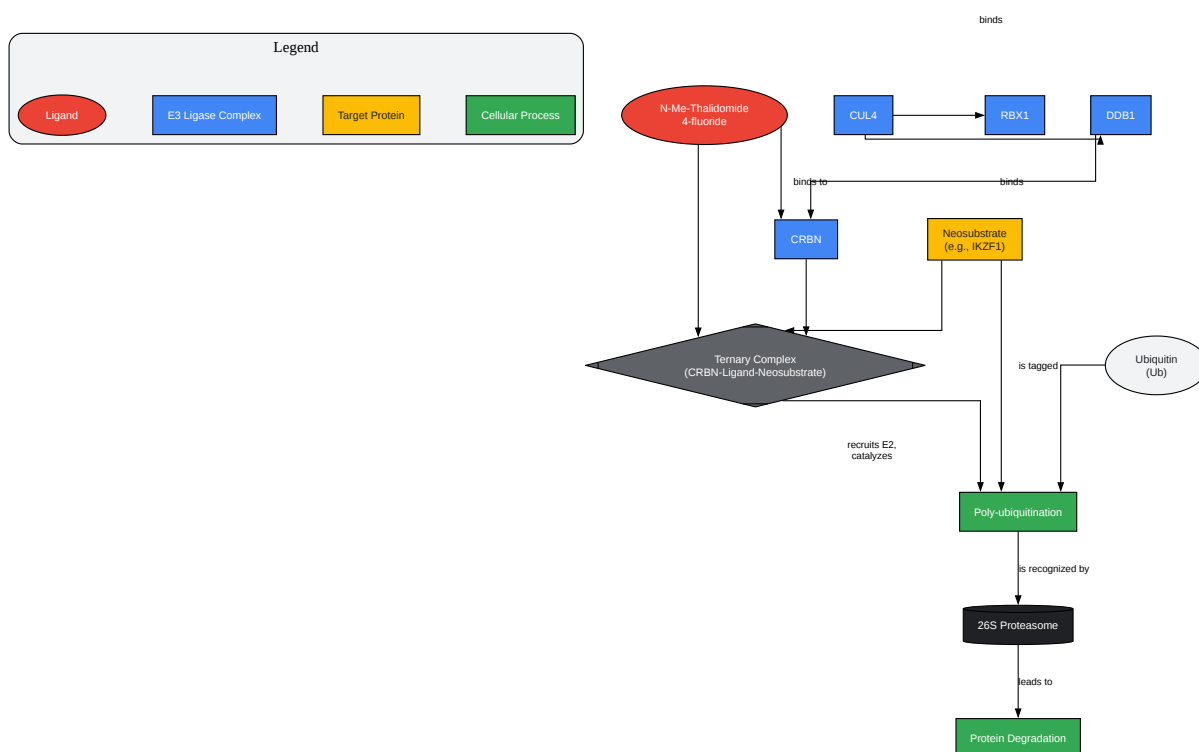 binds
Legend
Ligand
E3 Ligase Complex
Target Protein
Cellular Process
N-Me-Thalidomide
4-fluoride
CUL4
RBX1
DDB1
binds to
binds
CRBN
Neosubstrate
(e.g., IKZF1)
Ternary Complex
(CRBN-Ligand-Neosubstrate)
is tagged
Ubiquitin
(Ub)
recruits E2,
catalyzes
Poly-ubiquitination
is recognized by
26S Proteasome
leads to
Protein Degradation